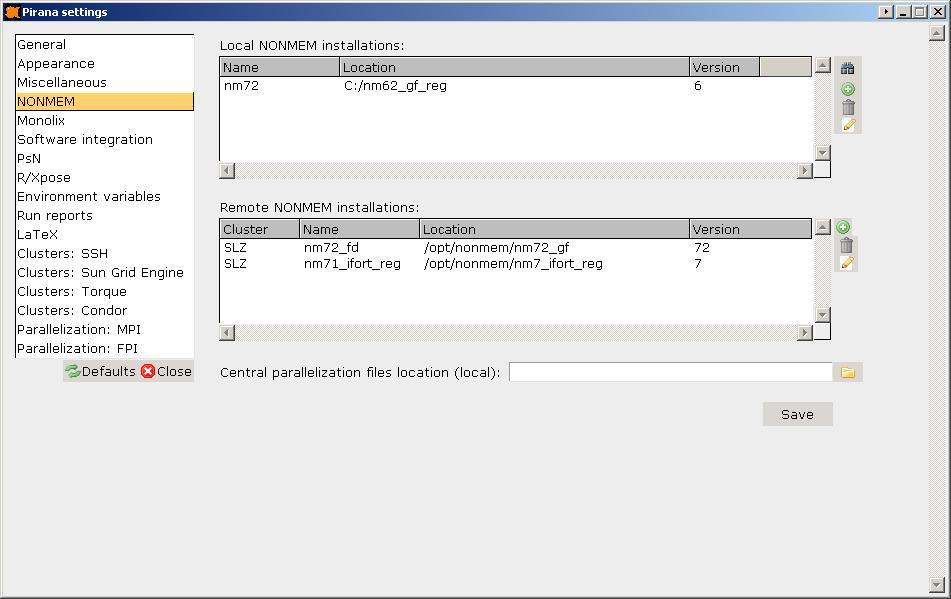 Pirana settings
General
Appearance
Miscellaneous
NONMEM
Monolix
Software integration
PsN
R/Xpose
Environment variables
Run reports
LaTeX
Clusters: SSH
Clusters: Sun Grid Engine
Clusters: Torque
Clusters: Condor
Parallelization: MPI
Parallelization: FPI
Defaults Close
Local NONMEM installations:
Name Location Version
nm72 C:/nm62_gf_reg 6
Remote NONMEM installations:
Cluster Name Location Version
SLZ nm72_fd /opt/nonmem/nm72_gf 72
SLZ nm71_ifort_reg /opt/nonmem/nm7_ifort_reg 7
Central parallelization files location (local):
Save